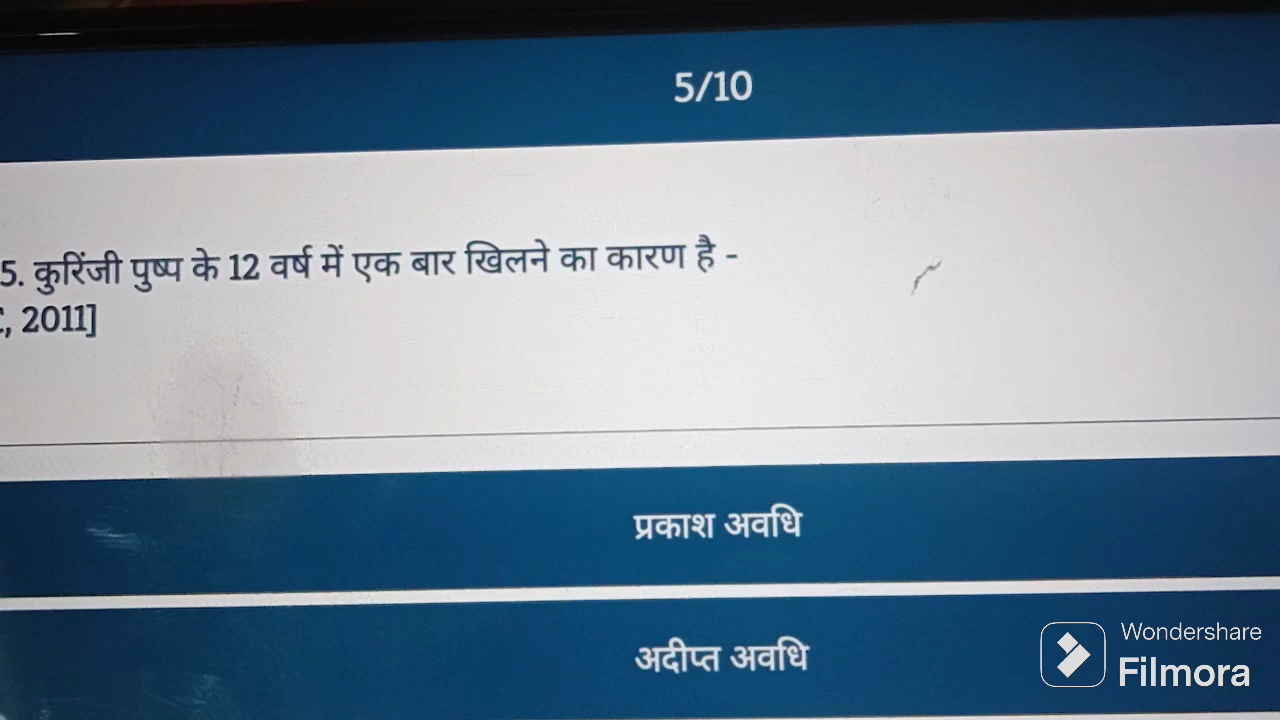 5/10
5. कुरिंजी पुष्प के 12 वर्ष में एक बार खिलने का कारण है -
, 2011]
प्रकाश अवधि
अदीप्त अवधि
Wondershare
Filmora